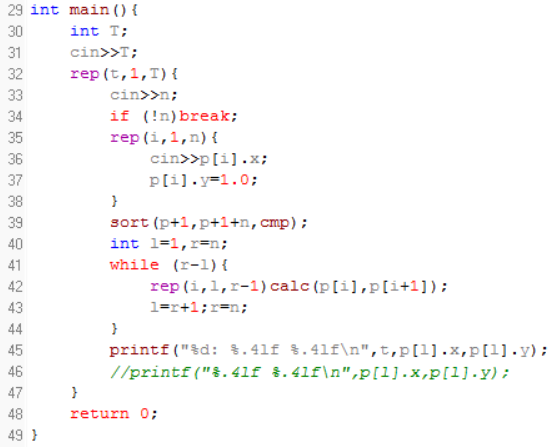 29 int main(){
30 int T;
31 cin>>T;
32 rep(t,1,T){
33 cin>>n;
34 if (!n)break;
35 rep(i,1,n){
36 cin>>p[i].x;
37 p[i].y=1.0;
38 }
39 sort(p+1,p+1+n,cmp);
40 int l=1,r=n;
41 while (r-l){
42 rep(i,l,r-1)calc(p[i],p[i+1]);
43 l=r+1;r=n;
44 }
45 printf("%d: %.4lf %.4lf\n",t,p[l].x,p[l].y);
46 //printf("%.4lf %.4lf\n",p[l].x,p[l].y);
47 }
48 return 0;
49 }